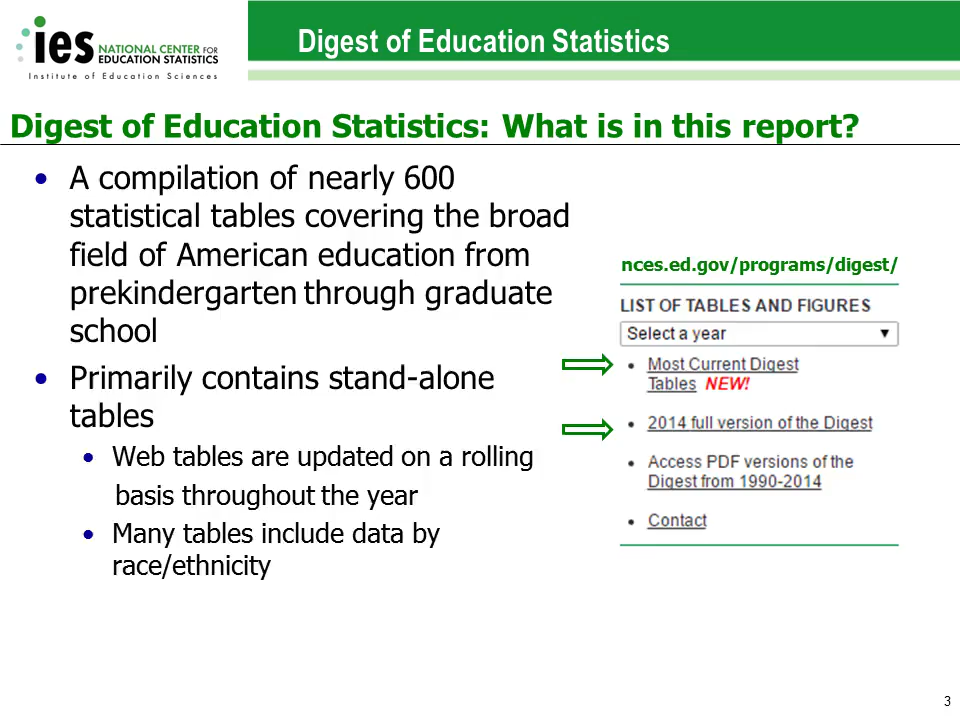 ies NATIONAL CENTER FOR
EDUCATION STATISTICS
Institute of Education Sciences
Digest of Education Statistics
Digest of Education Statistics: What is in this report?
• A compilation of nearly 600
statistical tables covering the broad
field of American education from
prekindergarten through graduate
school
• Primarily contains stand-alone
tables
• Web tables are updated on a rolling
basis throughout the year
• Many tables include data by
race/ethnicity
nces.ed.gov/programs/digest/
LIST OF TABLES AND FIGURES
Select a year ▼
• Most Current Digest
Tables NEW!
• 2014 full version of the Digest
• Access PDF versions of the
Digest from 1990-2014
• Contact
3